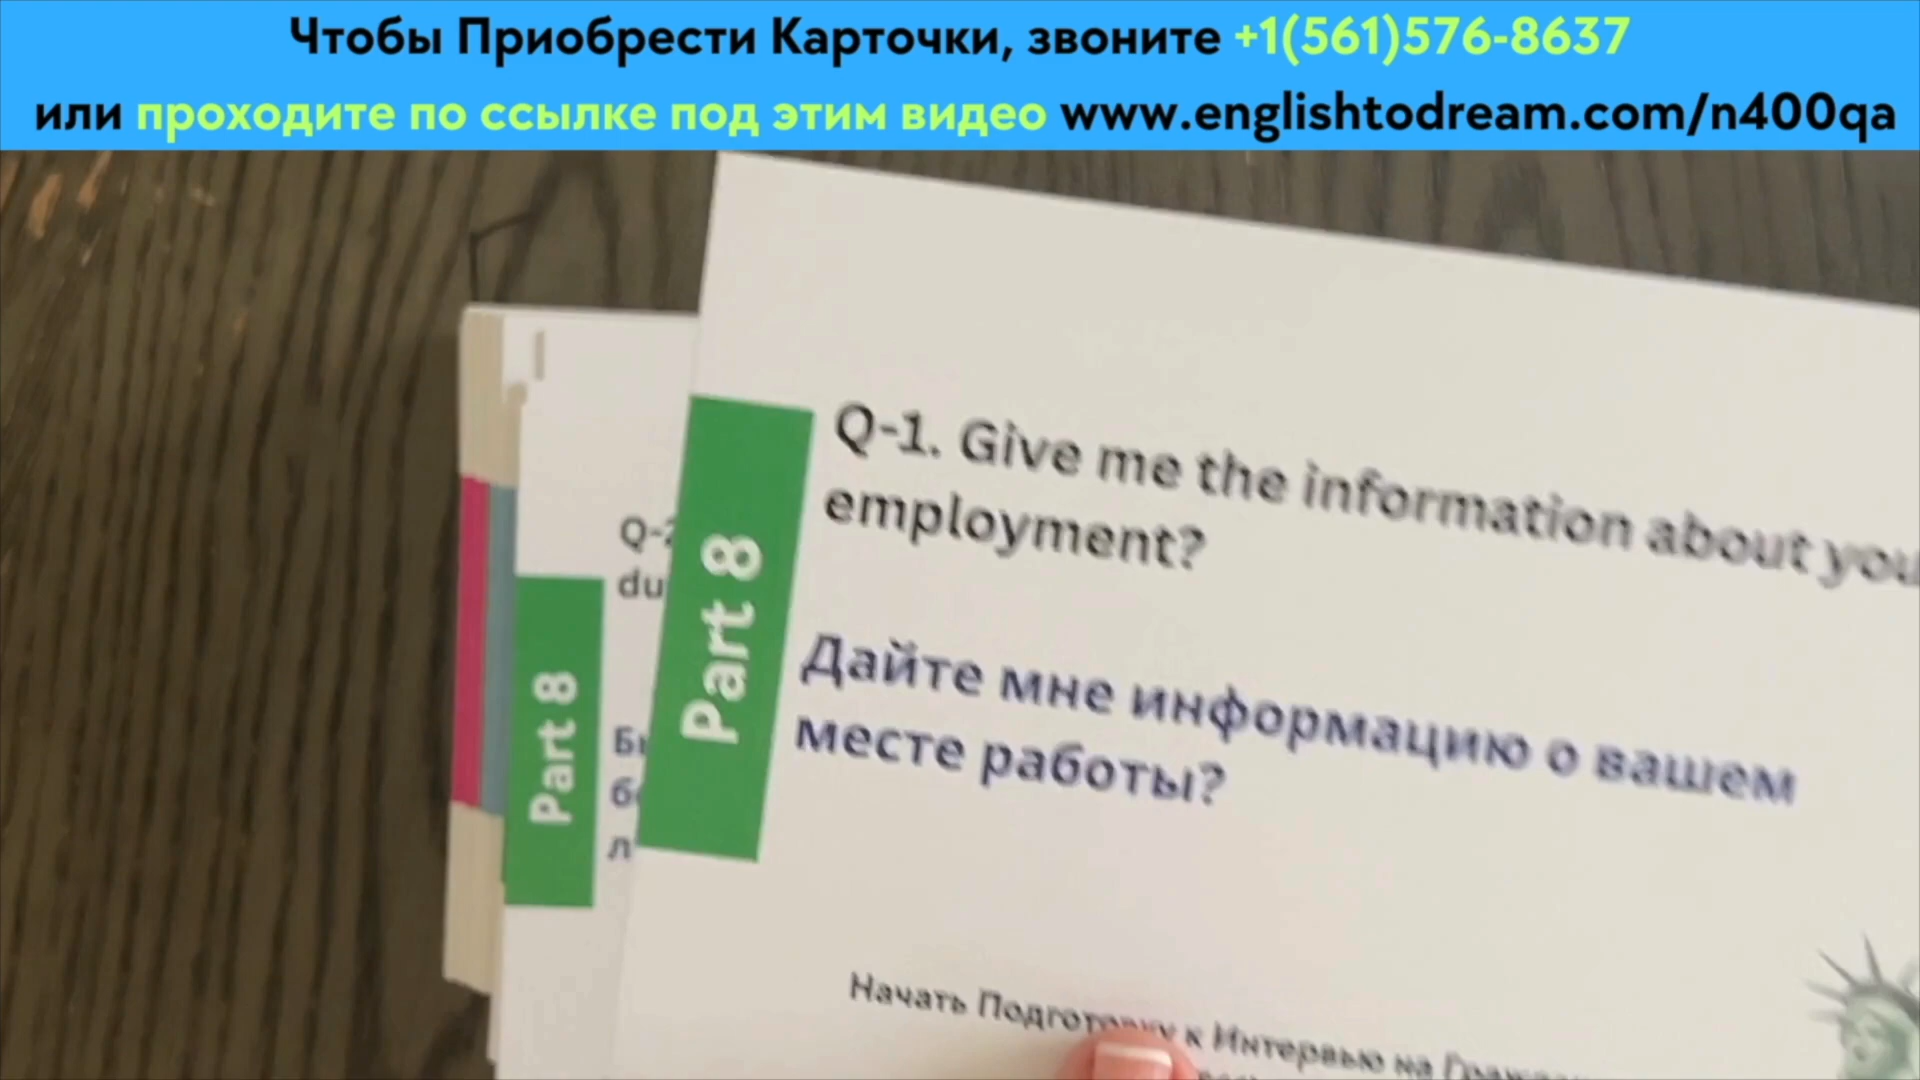 Чтобы Приобрести Карточки, звоните +1(561)576-8637
или проходите по ссылке под этим видео www.englishtodream.com/n400qa
Part 8
Q-1. Give me the information about
employment?
Дайте мне информацию о вашем
месте работы?
Начать Подготовку к Интервью на
Part 8
du